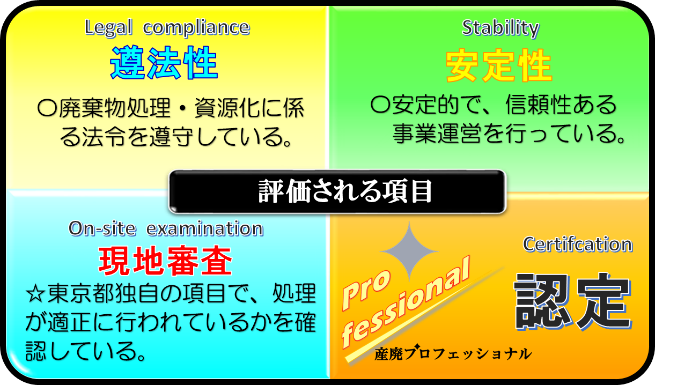 Legal compliance
遵法性
〇廃棄物処理・資源化に係
る法令を遵守している。
Stability
安定性
〇安定的で、信頼性ある
事業運営を行っている。
評価される項目
On-site examination
現地審査
☆東京都独自の項目で、処理
が適正に行われているかを確
認している。
Certifcation
認定
Pro
fessional
産廃プロフェッショナル